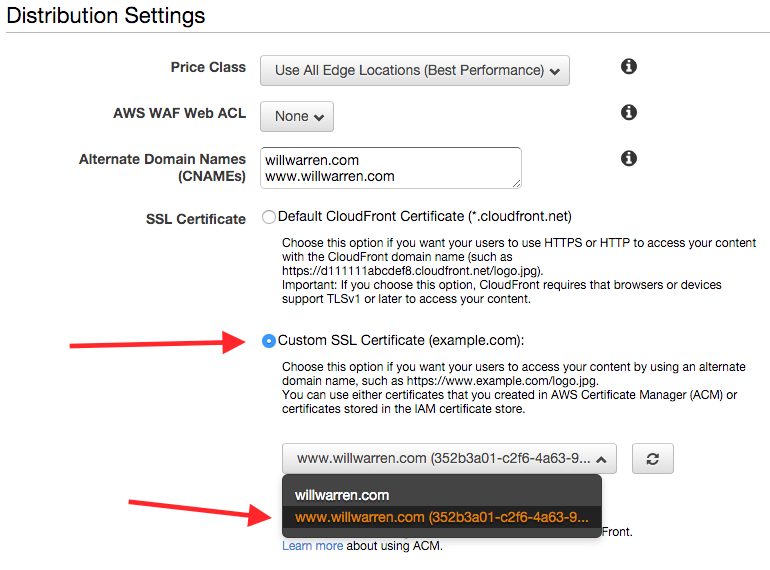 Distribution Settings
Price Class
Use All Edge Locations (Best Performance)
AWS WAF Web ACL
None
Alternate Domain Names
(CNAMEs)
willwarren.com
www.willwarren.com
SSL Certificate
Default CloudFront Certificate (*.cloudfront.net)
Choose this option if you want your users to use HTTPS or HTTP to access your content
with the CloudFront domain name (such as
https://d111111abcdef8.cloudfront.net/logo.jpg).
Important: If you choose this option, CloudFront requires that browsers or devices
support TLSv1 or later to access your content.
Custom SSL Certificate (example.com):
Choose this option if you want your users to access your content by using an alternate
domain name, such as https://www.example.com/logo.jpg.
You can use either certificates that you created in AWS Certificate Manager (ACM) or
certificates stored in the IAM certificate store.
www.willwarren.com (352b3a01-c2f6-4a63-9...
willwarren.com
www.willwarren.com (352b3a01-c2f6-4a63-9...
Front.
Learn more about using ACM.